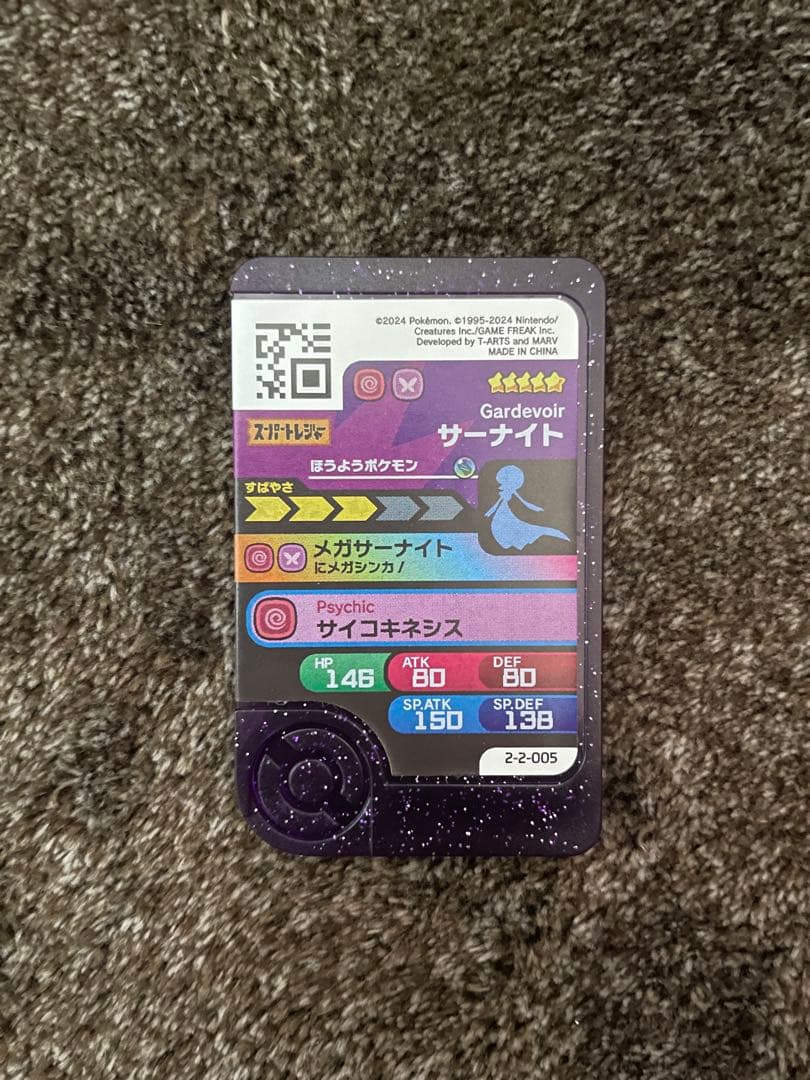 ©2024 Pokémon. ©1995-2024 Nintendo/
Creatures Inc./GAME FREAK inc.
Developed by T-ARTS and MARV
MADE IN CHINA
Gardevoir
スーパートレジャー
サーナイト
ほうようポケモン
すばやさ
メガサーナイト
にメガシンカ！
Psychic
サイコキネシス
HP 146
ATK 80
DEF 80
SP.ATK 150
SP.DEF 138
2-2-005